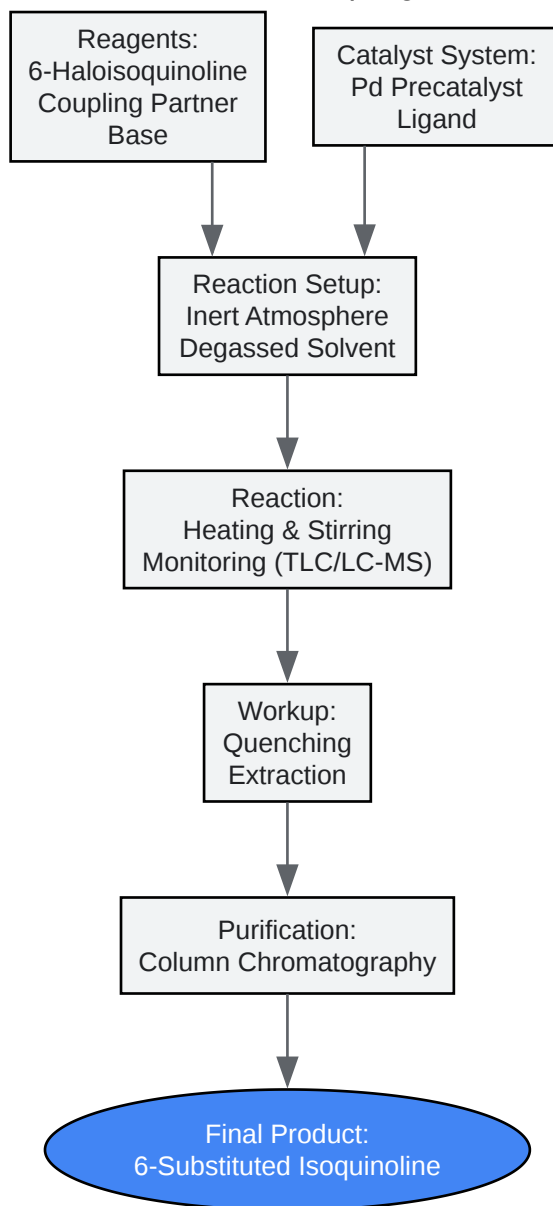 Reagents:
6-Haloisoquinoline
Coupling Partner
Base
Catalyst System:
Pd Precatalyst
Ligand
Reaction Setup:
Inert Atmosphere
Degassed Solvent
Reaction:
Heating & Stirring
Monitoring (TLC/LC-MS)
Workup:
Quenching
Extraction
Purification:
Column Chromatography
Final Product:
6-Substituted Isoquinoline